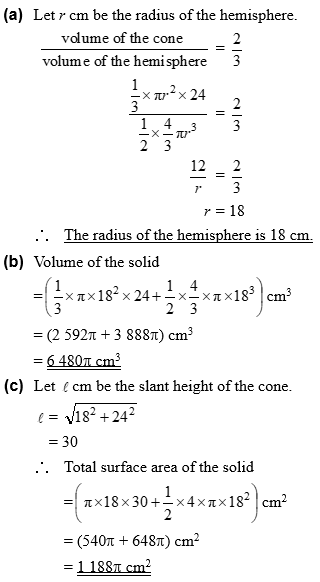 (a) Let r cm be the radius of the hemisphere.
volume of the cone / volume of the hemisphere = 2/3
(1/3 × πr² × 24) / (1/2 × 4/3 πr³) = 2/3
12/r = 2/3
r = 18
∴ The radius of the hemisphere is 18 cm.
(b) Volume of the solid
= (1/3 × π × 18² × 24 + 1/2 × 4/3 × π × 18³) cm³
= (2 592π + 3 888π) cm³
= 6 480π cm³
(c) Let ℓ cm be the slant height of the cone.
ℓ = √(18² + 24²)
= 30
∴ Total surface area of the solid
= (π × 18 × 30 + 1/2 × 4 × π × 18²) cm²
= (540π + 648π) cm²
= 1 188π cm²